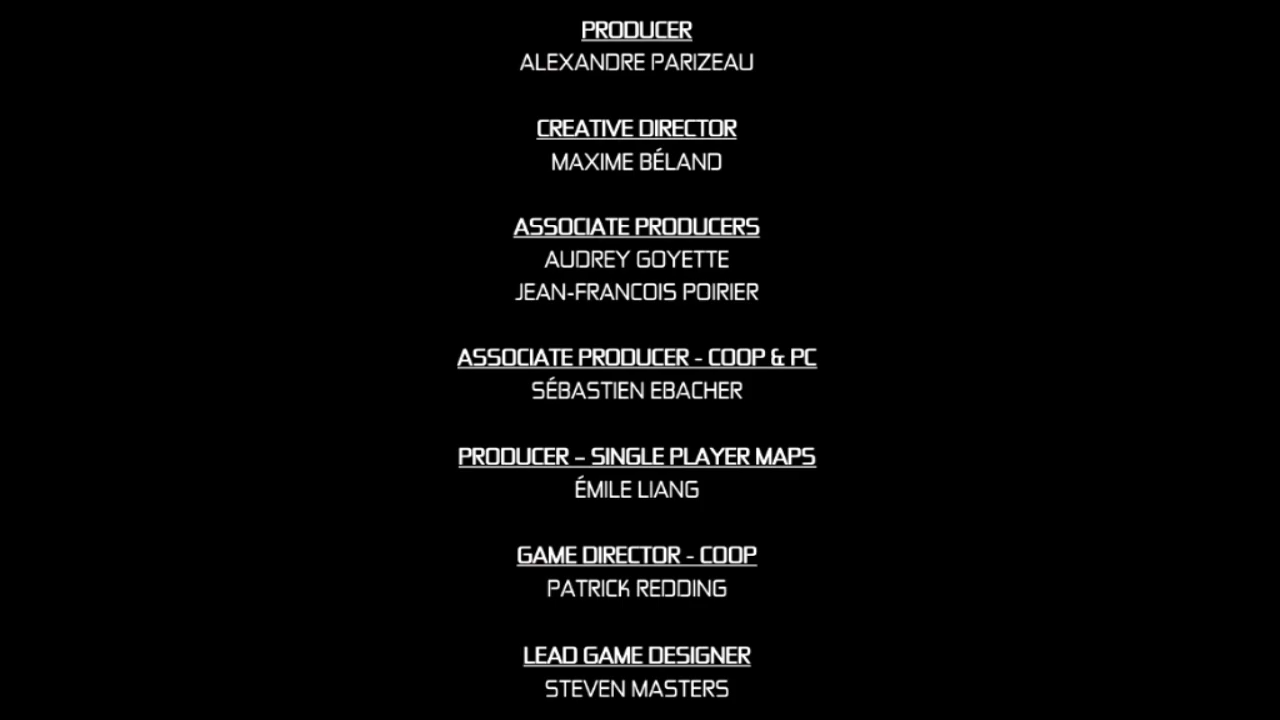 PRODUCER
ALEXANDRE PARIZEAU
CREATIVE DIRECTOR
MAXIME BÉLAND
ASSOCIATE PRODUCERS
AUDREY GOYETTE
JEAN-FRANCOIS POIRIER
ASSOCIATE PRODUCER - COOP & PC
SÉBASTIEN EBACHER
PRODUCER – SINGLE PLAYER MAPS
ÉMILE LIANG
GAME DIRECTOR - COOP
PATRICK REDDING
LEAD GAME DESIGNER
STEVEN MASTERS